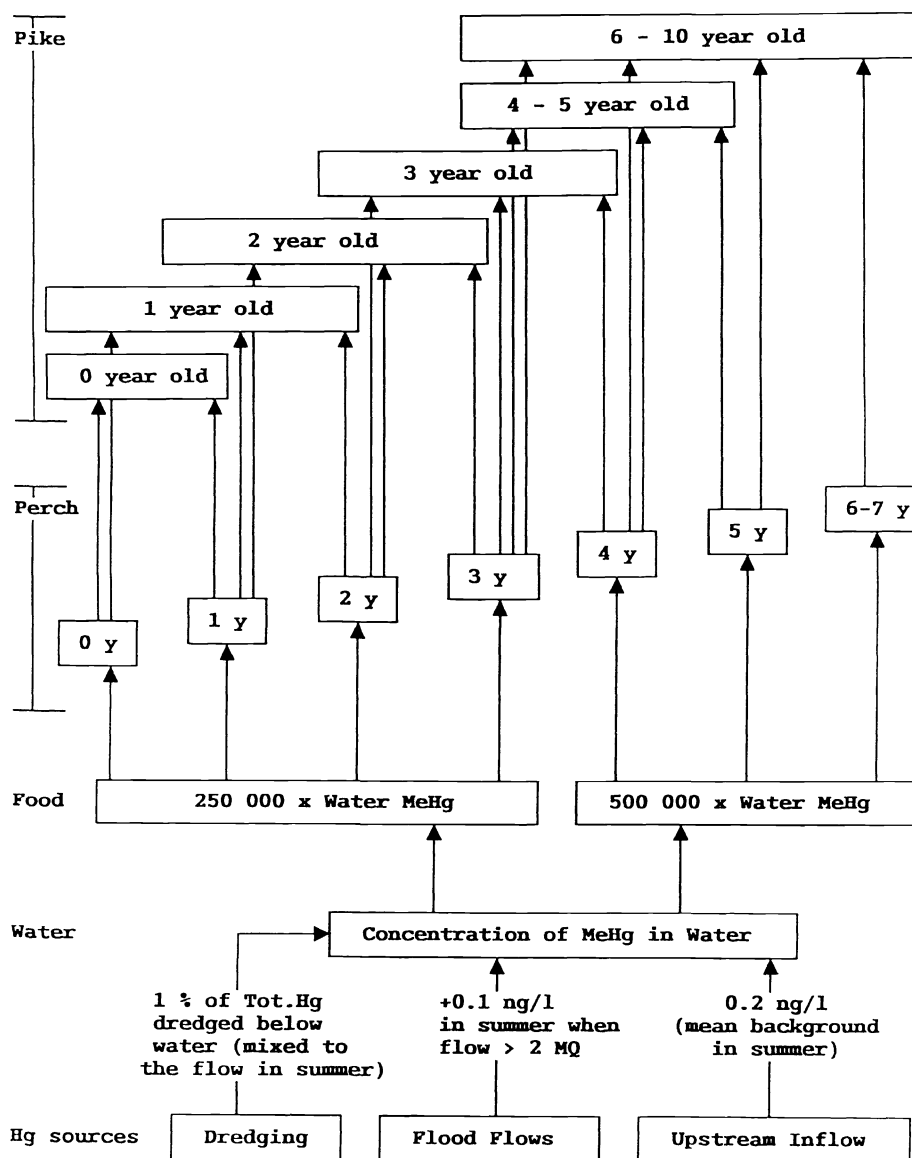 Pike
6 - 10 year old
4 - 5 year old
3 year old
2 year old
1 year old
0 year old
Perch
6-7 y
5 y
4 y
3 y
2 y
1 y
0 y
Food
250 000 x Water MeHg
500 000 x Water MeHg
Water
Concentration of MeHg in Water
1 % of Tot.Hg
dredged below
water (mixed to
the flow in summer)
+0.1 ng/l
in summer when
flow > 2 MQ
0.2 ng/l
(mean background
in summer)
Hg sources
Dredging
Flood Flows
Upstream Inflow